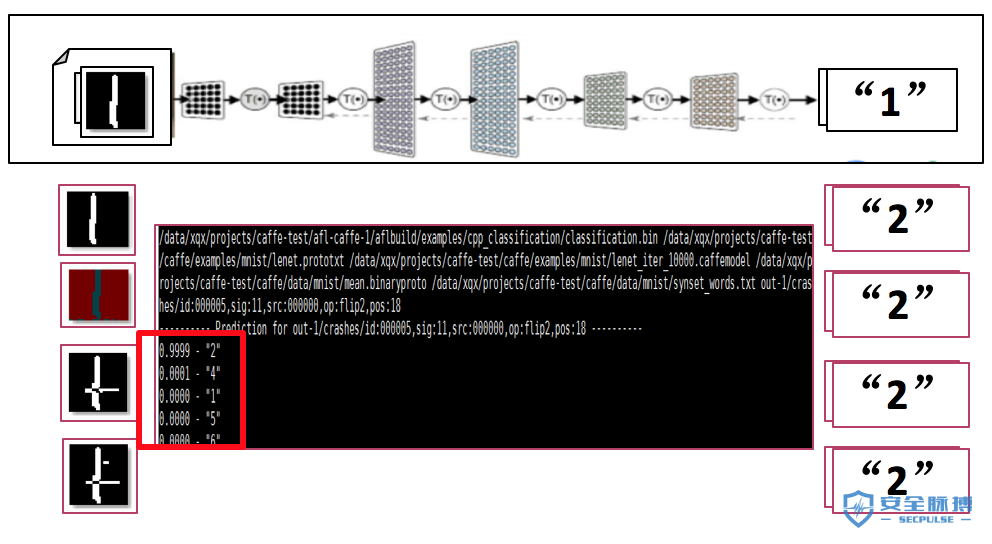 T(•) T(•) T(•) T(•) T(•) T(•)
“1”
“2”
“2”
“2”
“2”
/data/xqx/projects/caffe-test/afl-caffe-1/aflbuild/examples/cpp_classification/classification.bin /data/xqx/projects/caffe-test
/caffe/examples/mnist/lenet.prototxt /data/xqx/projects/caffe-test/caffe/examples/mnist/lenet_iter_10000.caffemodel /data/xqx/p
rojects/caffe-test/caffe/data/mnist/mean.binaryproto /data/xqx/projects/caffe-test/caffe/data/mnist/synset_words.txt out-1/cras
hes/id:000005,sig:11,src:000000,op:flip2,pos:18
---------- Prediction for out-1/crashes/id:000005,sig:11,src:000000,op:flip2,pos:18 ----------
0.9999 - "2"
0.0001 - "4"
0.0000 - "1"
0.0000 - "5"
0.0000 - "6"
安全脉搏
SECPULSE